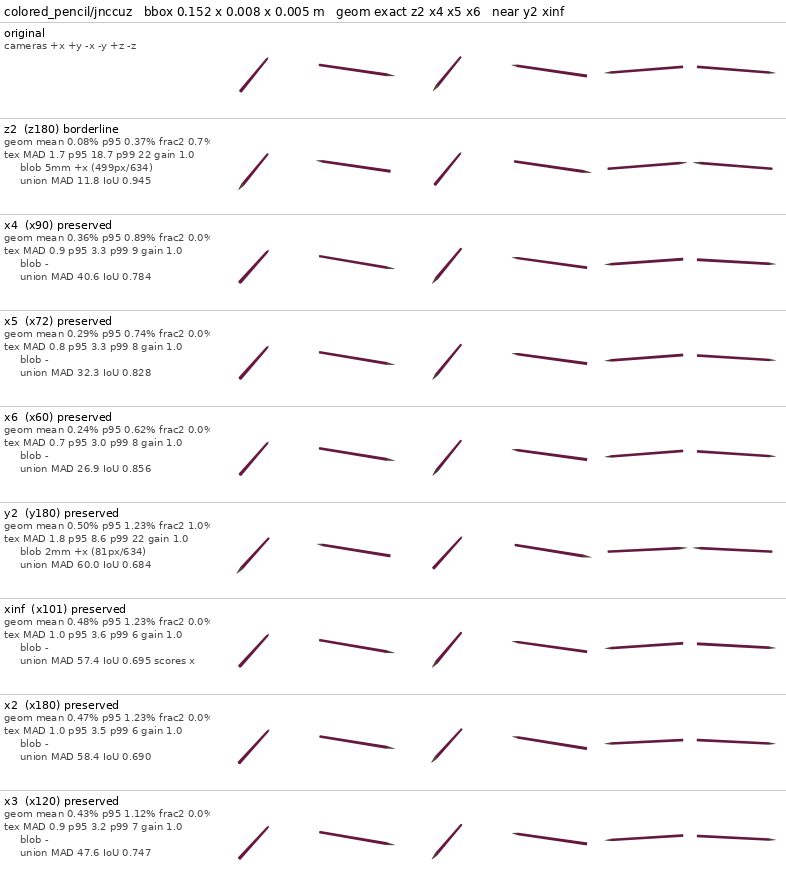 colored_pencil/jnccuz bbox 0.152 x 0.008 x 0.005 m geom exact z2 x4 x5 x6 near y2 xinf
original
cameras +x +y -x -y +z -z
z2 (z180) borderline
geom mean 0.08% p95 0.37% frac2 0.7%
tex MAD 1.7 p95 18.7 p99 22 gain 1.0
blob 5mm +x (499px/634)
union MAD 11.8 IoU 0.945
x4 (x90) preserved
geom mean 0.36% p95 0.89% frac2 0.0%
tex MAD 0.9 p95 3.3 p99 9 gain 1.0
blob -
union MAD 40.6 IoU 0.784
x5 (x72) preserved
geom mean 0.29% p95 0.74% frac2 0.0%
tex MAD 0.8 p95 3.3 p99 8 gain 1.0
blob -
union MAD 32.3 IoU 0.828
x6 (x60) preserved
geom mean 0.24% p95 0.62% frac2 0.0%
tex MAD 0.7 p95 3.0 p99 8 gain 1.0
blob -
union MAD 26.9 IoU 0.856
y2 (y180) preserved
geom mean 0.50% p95 1.23% frac2 1.0%
tex MAD 1.8 p95 8.6 p99 22 gain 1.0
blob 2mm +x (81px/634)
union MAD 60.0 IoU 0.684
xinf (x101) preserved
geom mean 0.48% p95 1.23% frac2 0.0%
tex MAD 1.0 p95 3.6 p99 6 gain 1.0
blob -
union MAD 57.4 IoU 0.695 scores x
x2 (x180) preserved
geom mean 0.47% p95 1.23% frac2 0.0%
tex MAD 1.0 p95 3.5 p99 6 gain 1.0
blob -
union MAD 58.4 IoU 0.690
x3 (x120) preserved
geom mean 0.43% p95 1.12% frac2 0.0%
tex MAD 0.9 p95 3.2 p99 7 gain 1.0
blob -
union MAD 47.6 IoU 0.747